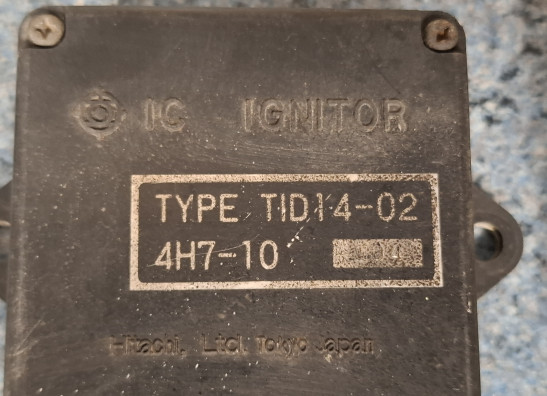 IC IGNITOR
TYPE TID14-02
4H7-10
Hitachi, Ltd. Tokyo Japan